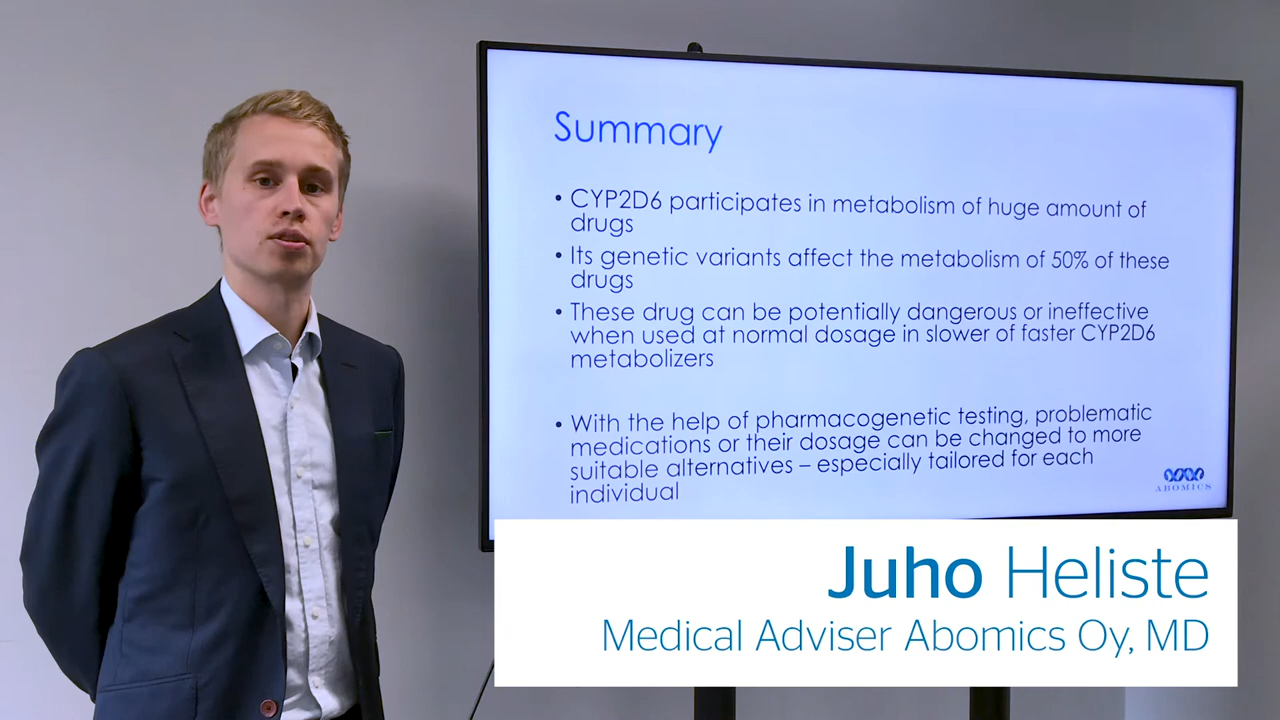 Summary
• CYP2D6 participates in metabolism of huge amount of
drugs
• Its genetic variants affect the metabolism of 50% of these
drugs
• These drug can be potentially dangerous or ineffective
when used at normal dosage in slower of faster CYP2D6
metabolizers
• With the help of pharmacogenetic testing, problematic
medications or their dosage can be changed to more
suitable alternatives – especially tailored for each
individual
ABOMICS
Juho Heliste
Medical Adviser Abomics Oy, MD